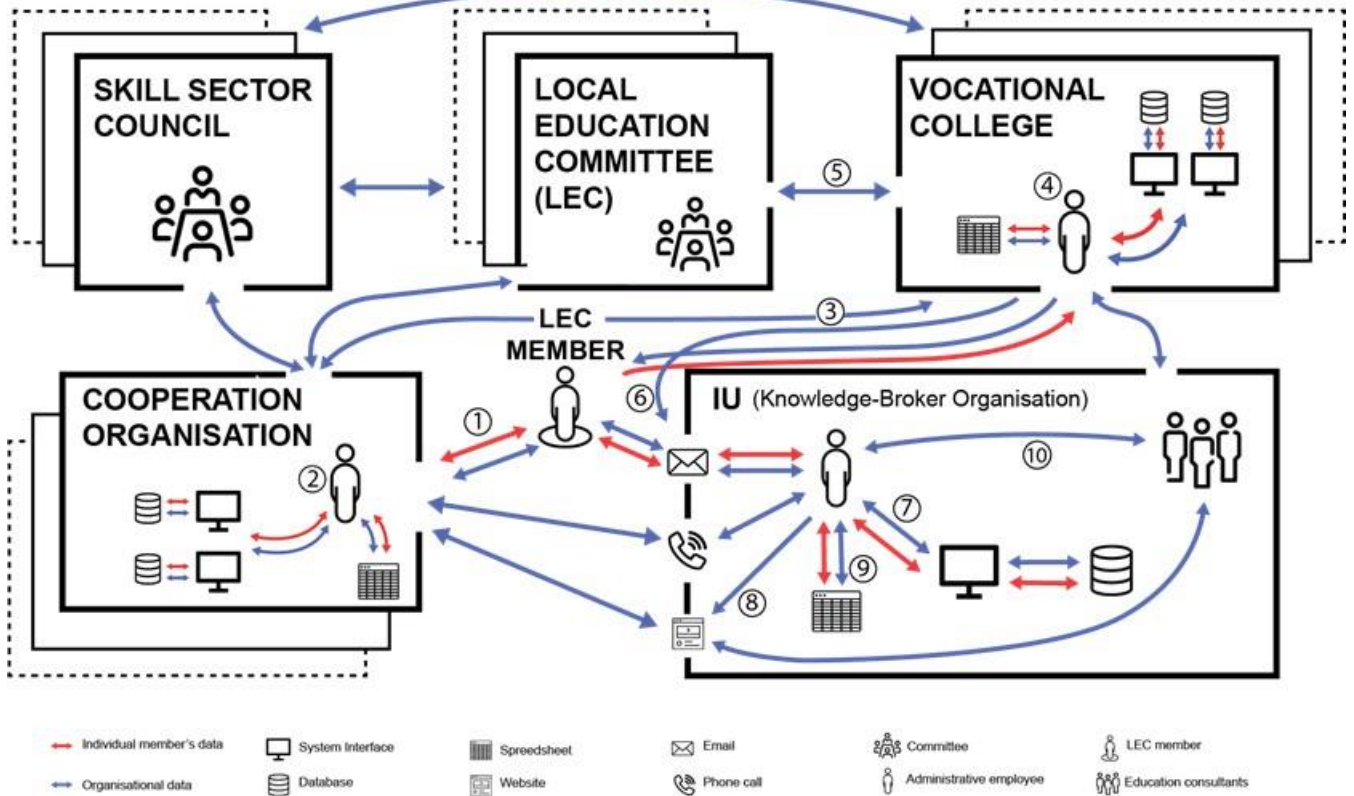 SKILL SECTOR
COUNCIL
LOCAL
EDUCATION
COMMITTEE
(LEC)
VOCATIONAL
COLLEGE
④
⑤
③
LEC
MEMBER
COOPERATION
ORGANISATION
①
②
⑥
IU (Knowledge-Broker Organisation)
⑩
⑦
⑧
⑨
Individual member's data
System Interface
Spreedsheet
Email
Committee
LEC member
Organisational data
Database
Website
Phone call
Administrative employee
Education consultants